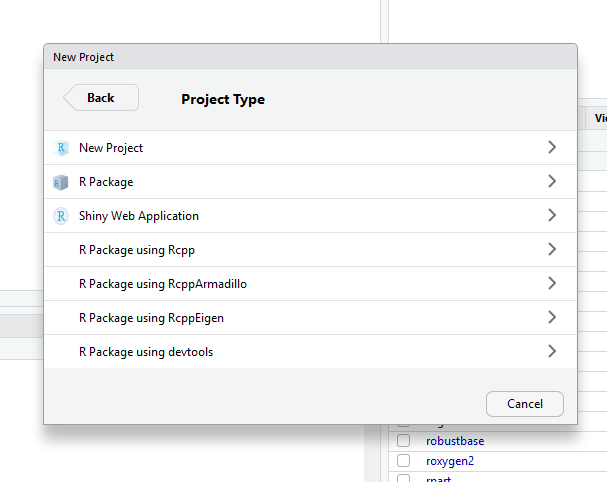 New Project
Back
Project Type
New Project
R Package
Shiny Web Application
R Package using Rcpp
R Package using RcppArmadillo
R Package using RcppEigen
R Package using devtools
Cancel
robustbase
roxygen2
rpart